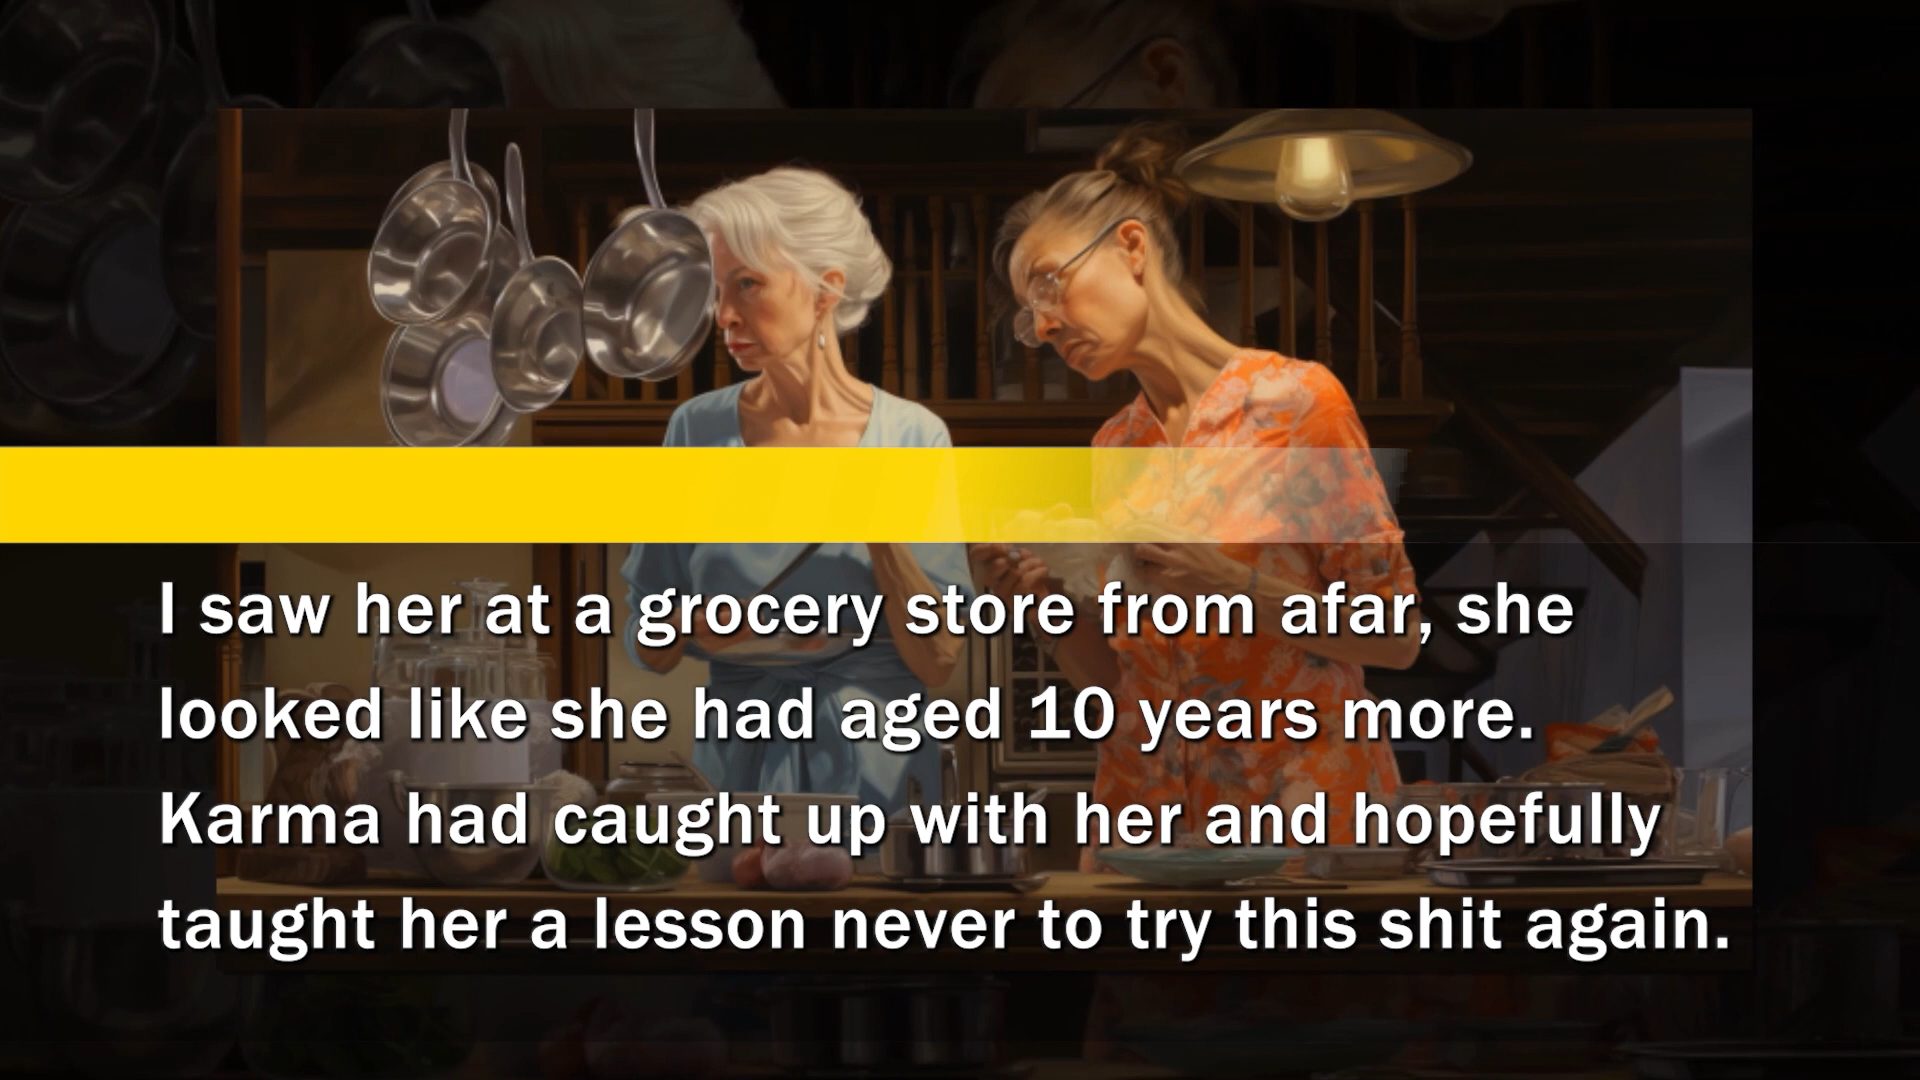 I saw her at a grocery store from afar, she
looked like she had aged 10 years more.
Karma had caught up with her and hopefully
taught her a lesson never to try this shit again.